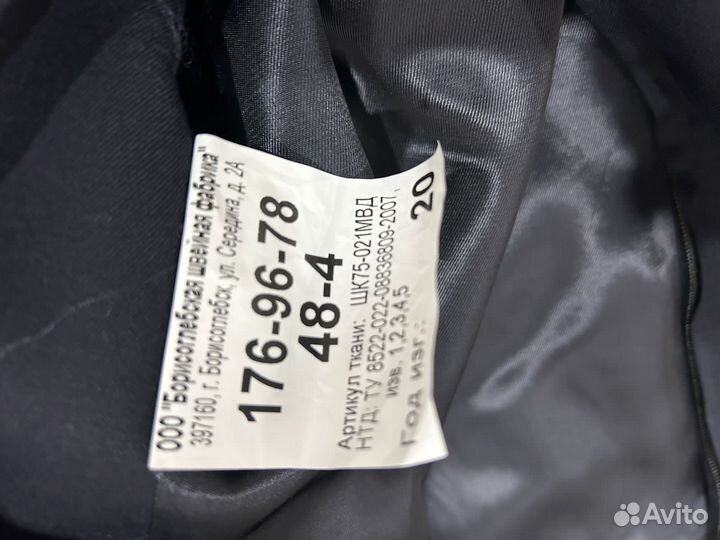 ООО "Борисоглебская швейная фабрика"
397160, г. Борисоглебск, ул. Середина, д. 2А
176-96-78
48-4
Артикул ткани: ШК75-021МВД
НТД: ТУ 8522-022-08836809-2007,
изв. 1,2,3,4,5
Год изг.: 20
Avito